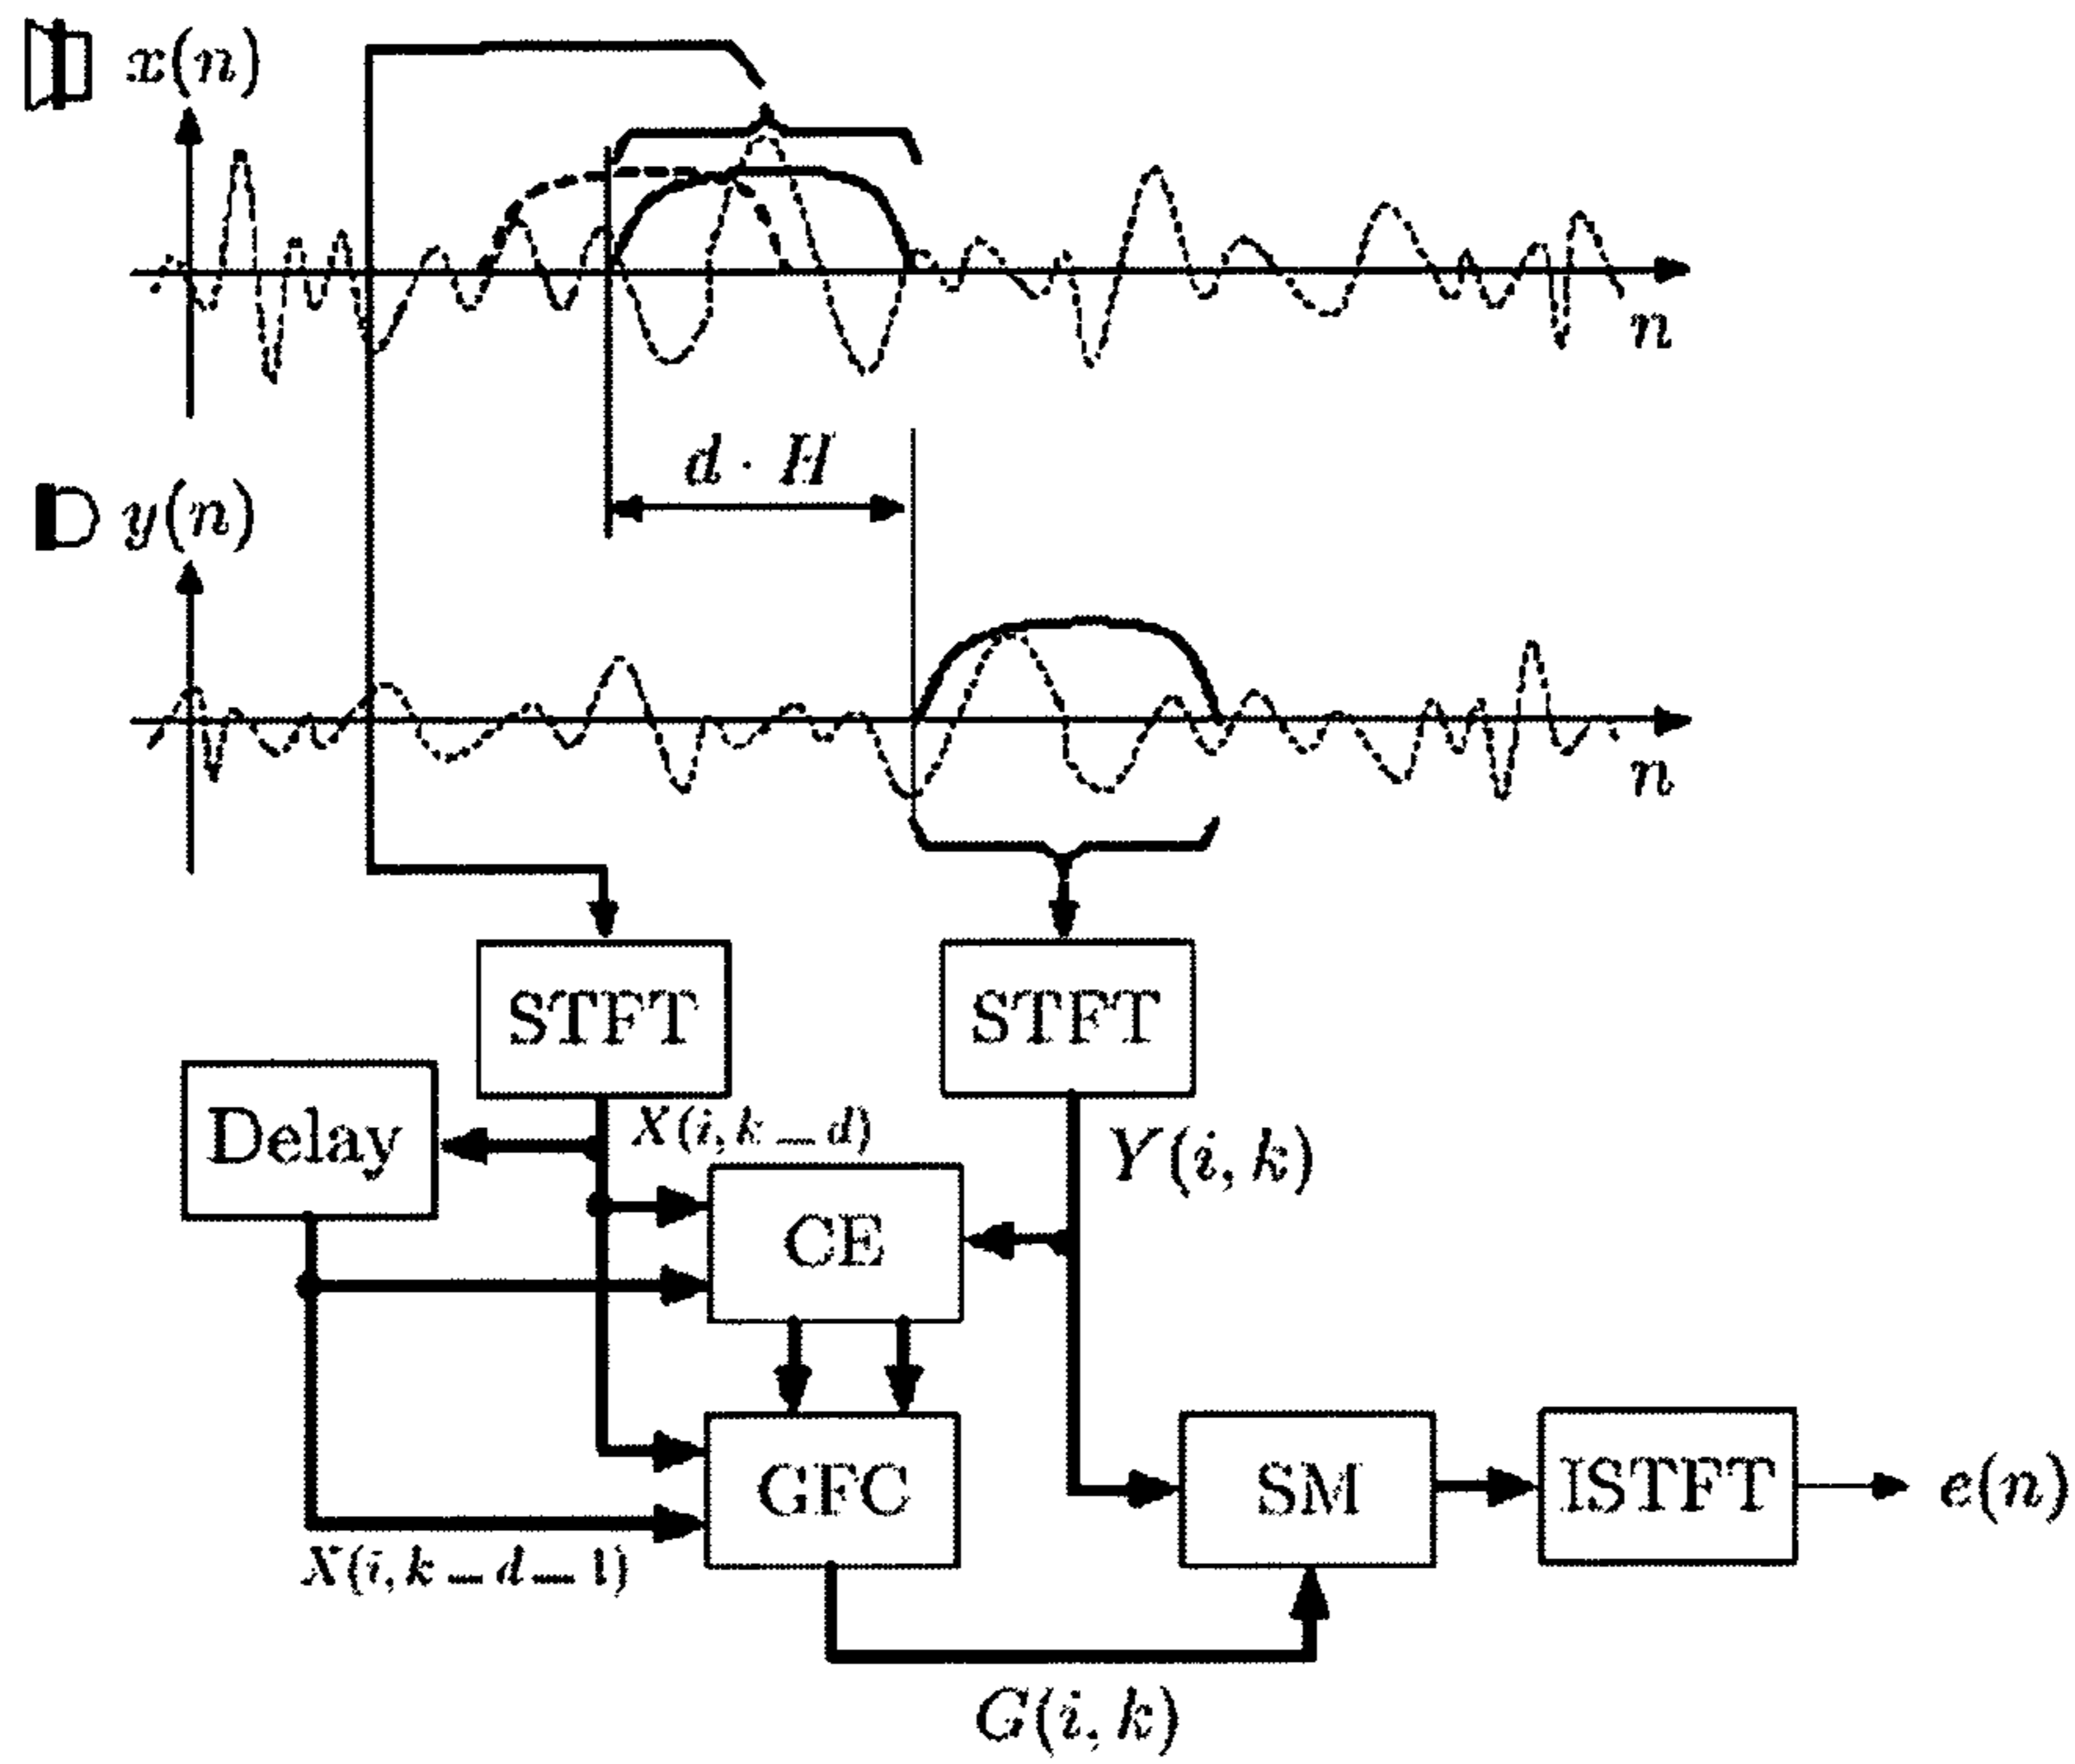 x(n)
n
d · H
y(n)
n
STFT
STFT
Delay
X(i, k − d)
Y(i, k)
CE
GFC
SM
ISTFT
e(n)
X(i, k − d − 1)
G(i, k)